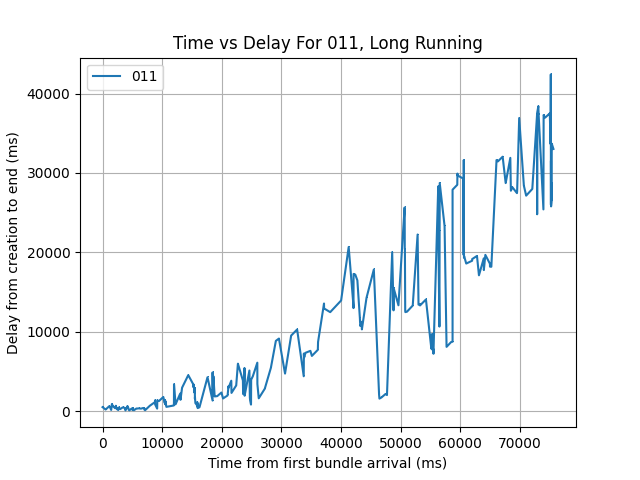 Time vs Delay For 011, Long Running
011
Delay from creation to end (ms)
40000
30000
20000
10000
0
0 10000 20000 30000 40000 50000 60000 70000
Time from first bundle arrival (ms)